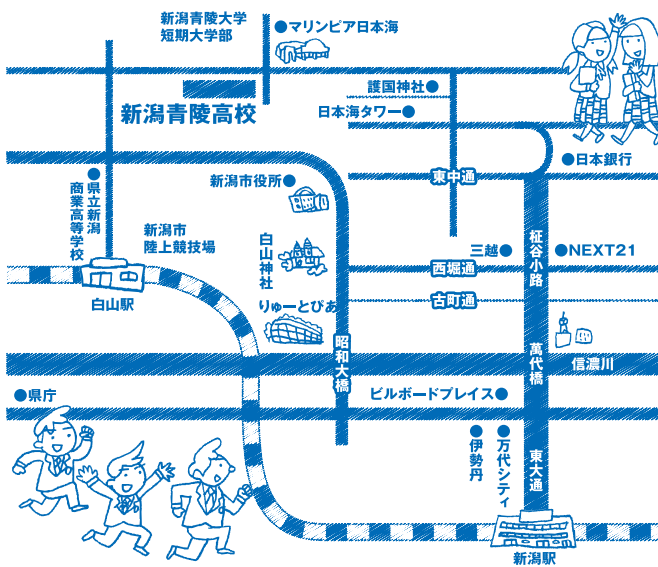 新潟青陵大学
短期大学部
●マリンピア日本海
護国神社●
日本海タワー●
新潟青陵高校
●日本銀行
東中通
新潟市役所●
●県立新潟
商業高等学校
新潟市
陸上競技場
白山神社
三越●
柾谷小路
●NEXT21
西堀通
白山駅
りゅーとぴあ
古町通
昭和大橋
萬代橋
信濃川
●県庁
ビルボードプレイス●
●伊勢丹
●万代シティ
東大通
新潟駅